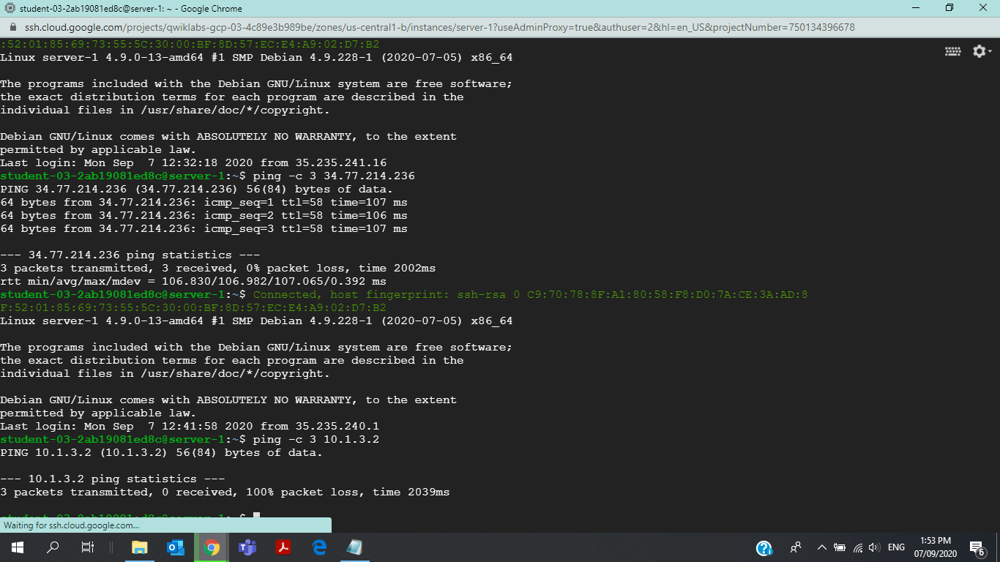 student-03-2ab19081ed8c@server-1: ~ - Google Chrome
ssh.cloud.google.com/projects/qwiklabs-gcp-03-4c89e3b989be/zones/us-central1-b/instances/server-1?useAdminProxy=true&authuser=2&hl=en_US&projectNumber=750134396678
:52:01:85:69:73:55:5C:30:00:BF:8D:57:EC:E4:A9:02:D7:B2
Linux server-1 4.9.0-13-amd64 #1 SMP Debian 4.9.228-1 (2020-07-05) x86_64
The programs included with the Debian GNU/Linux system are free software;
the exact distribution terms for each program are described in the
individual files in /usr/share/doc/*/copyright.
Debian GNU/Linux comes with ABSOLUTELY NO WARRANTY, to the extent
permitted by applicable law.
Last login: Mon Sep  7 12:32:18 2020 from 35.235.241.16
student-03-2ab19081ed8c@server-1:~$ ping -c 3 34.77.214.236
PING 34.77.214.236 (34.77.214.236) 56(84) bytes of data.
64 bytes from 34.77.214.236: icmp_seq=1 ttl=58 time=107 ms
64 bytes from 34.77.214.236: icmp_seq=2 ttl=58 time=106 ms
64 bytes from 34.77.214.236: icmp_seq=3 ttl=58 time=107 ms
--- 34.77.214.236 ping statistics ---
3 packets transmitted, 3 received, 0% packet loss, time 2002ms
rtt min/avg/max/mdev = 106.830/106.982/107.065/0.392 ms
student-03-2ab19081ed8c@server-1:~$ Connected, host fingerprint: ssh-rsa 0 C9:70:78:8F:A1:80:58:F8:D0:7A:CE:3A:AD:8
F:52:01:85:69:73:55:5C:30:00:BF:8D:57:EC:E4:A9:02:D7:B2
Linux server-1 4.9.0-13-amd64 #1 SMP Debian 4.9.228-1 (2020-07-05) x86_64
The programs included with the Debian GNU/Linux system are free software;
the exact distribution terms for each program are described in the
individual files in /usr/share/doc/*/copyright.
Debian GNU/Linux comes with ABSOLUTELY NO WARRANTY, to the extent
permitted by applicable law.
Last login: Mon Sep  7 12:41:58 2020 from 35.235.240.1
student-03-2ab19081ed8c@server-1:~$ ping -c 3 10.1.3.2
PING 10.1.3.2 (10.1.3.2) 56(84) bytes of data.
--- 10.1.3.2 ping statistics ---
3 packets transmitted, 0 received, 100% packet loss, time 2039ms
student-03-2ab19081ed8c@server-1:~$
Waiting for ssh.cloud.google.com...
ENG
1:53 PM
07/09/2020
6